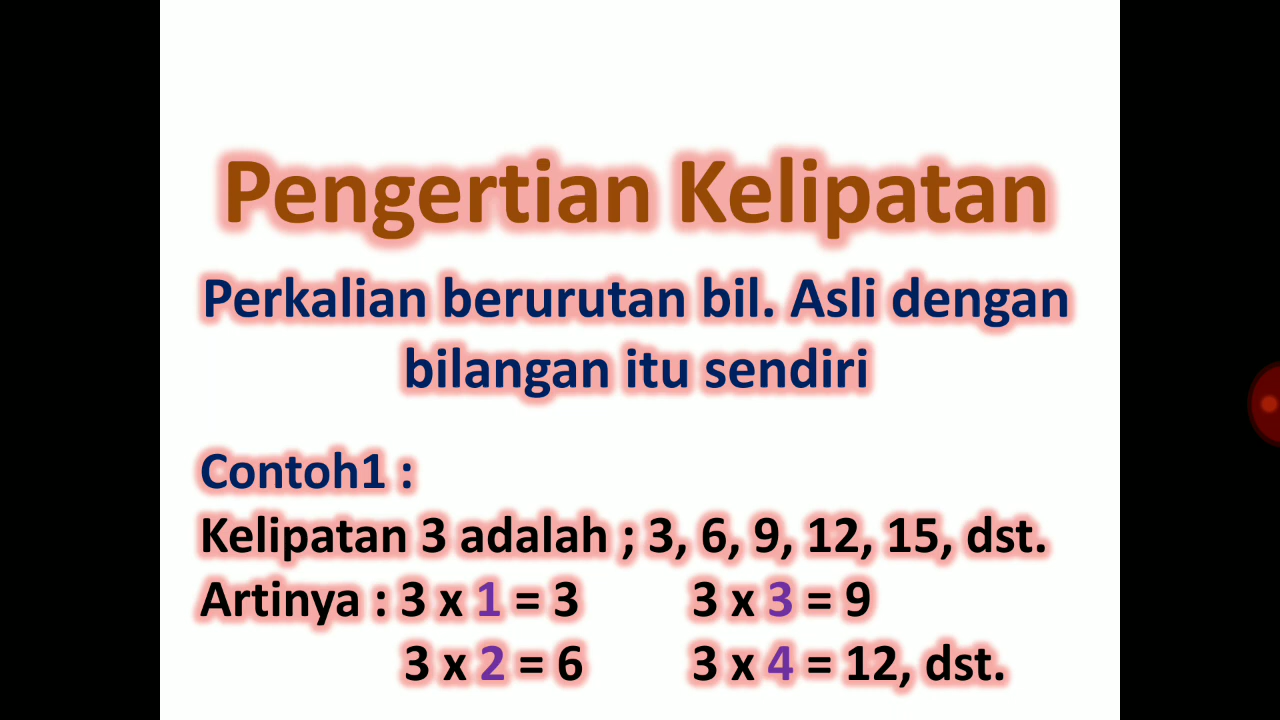 Pengertian Kelipatan
Perkalian berurutan bil. Asli dengan
bilangan itu sendiri
Contoh1 :
Kelipatan 3 adalah ; 3, 6, 9, 12, 15, dst.
Artinya : 3 x 1 = 3 3 x 3 = 9
3 x 2 = 6 3 x 4 = 12, dst.